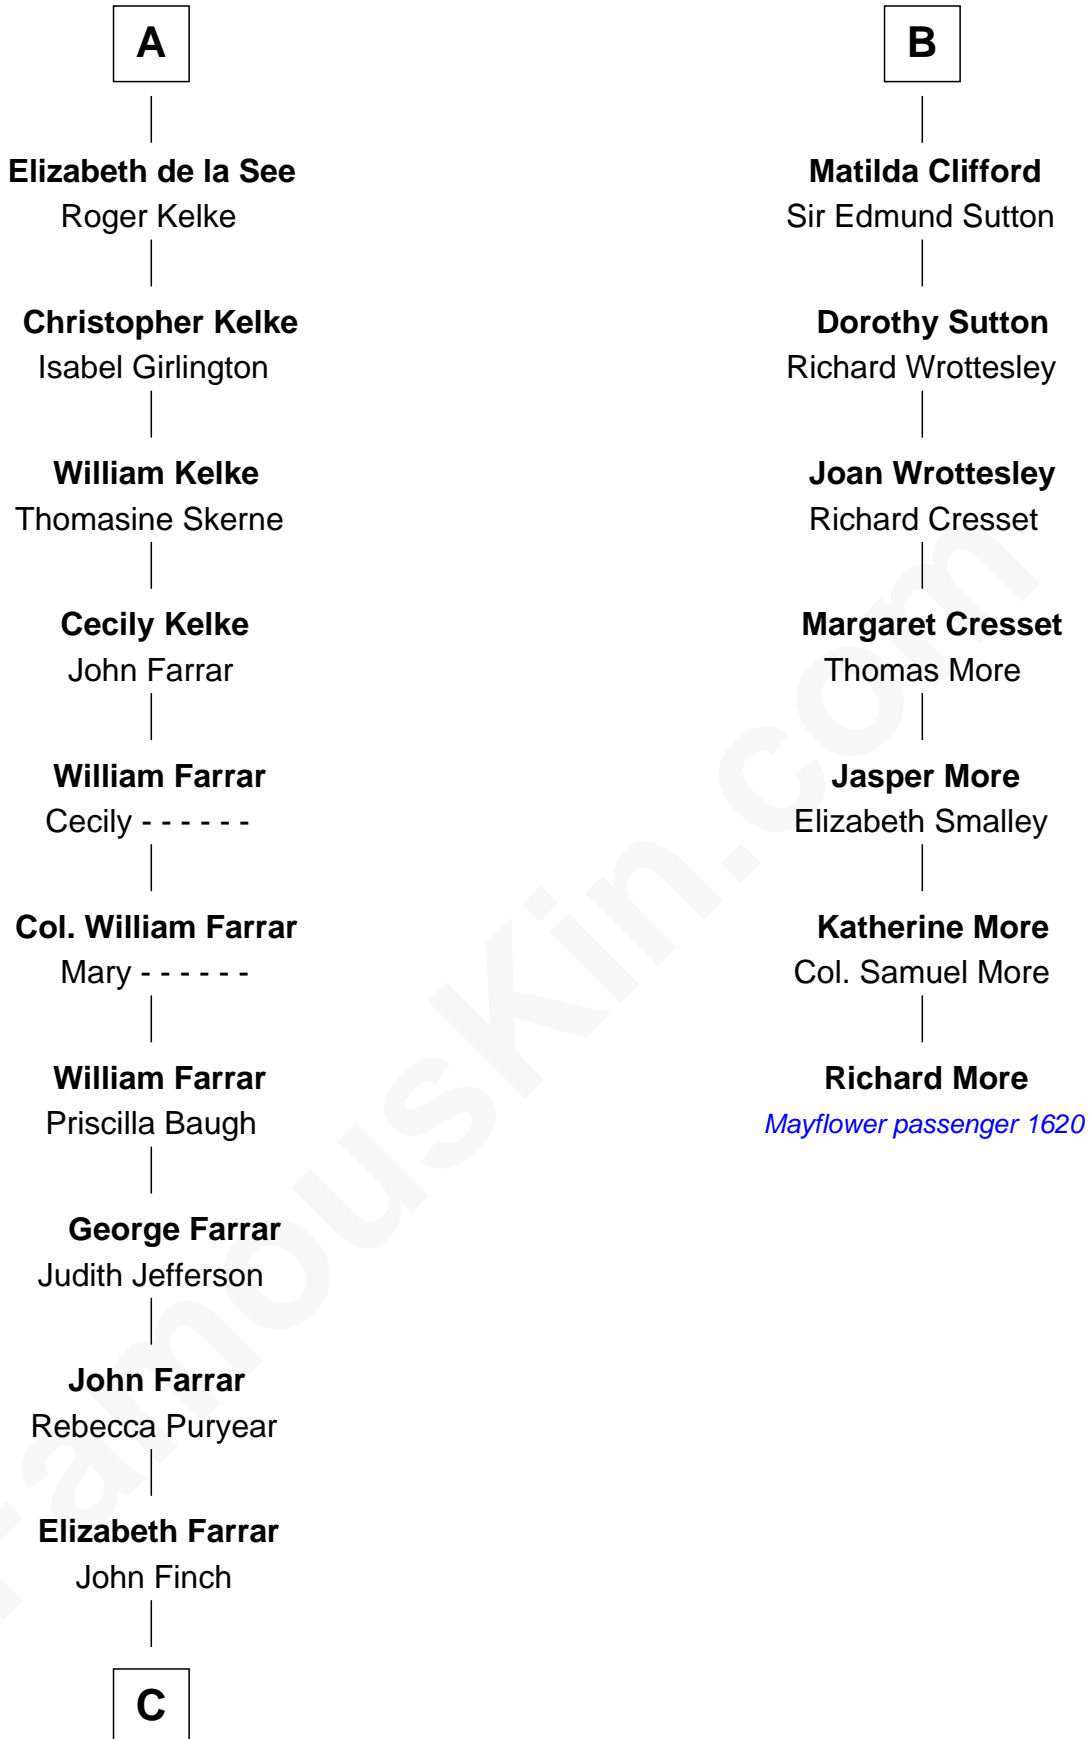 A
Elizabeth de la See
Roger Kelke
Christopher Kelke
Isabel Girlington
William Kelke
Thomasine Skerne
Cecily Kelke
John Farrar
William Farrar
Cecily - - - - - -
Col. William Farrar
Mary - - - - - -
William Farrar
Priscilla Baugh
George Farrar
Judith Jefferson
John Farrar
Rebecca Puryear
Elizabeth Farrar
John Finch
C
B
Matilda Clifford
Sir Edmund Sutton
Dorothy Sutton
Richard Wrottesley
Joan Wrottesley
Richard Cresset
Margaret Cresset
Thomas More
Jasper More
Elizabeth Smalley
Katherine More
Col. Samuel More
Richard More
Mayflower passenger 1620
FamousKin.com